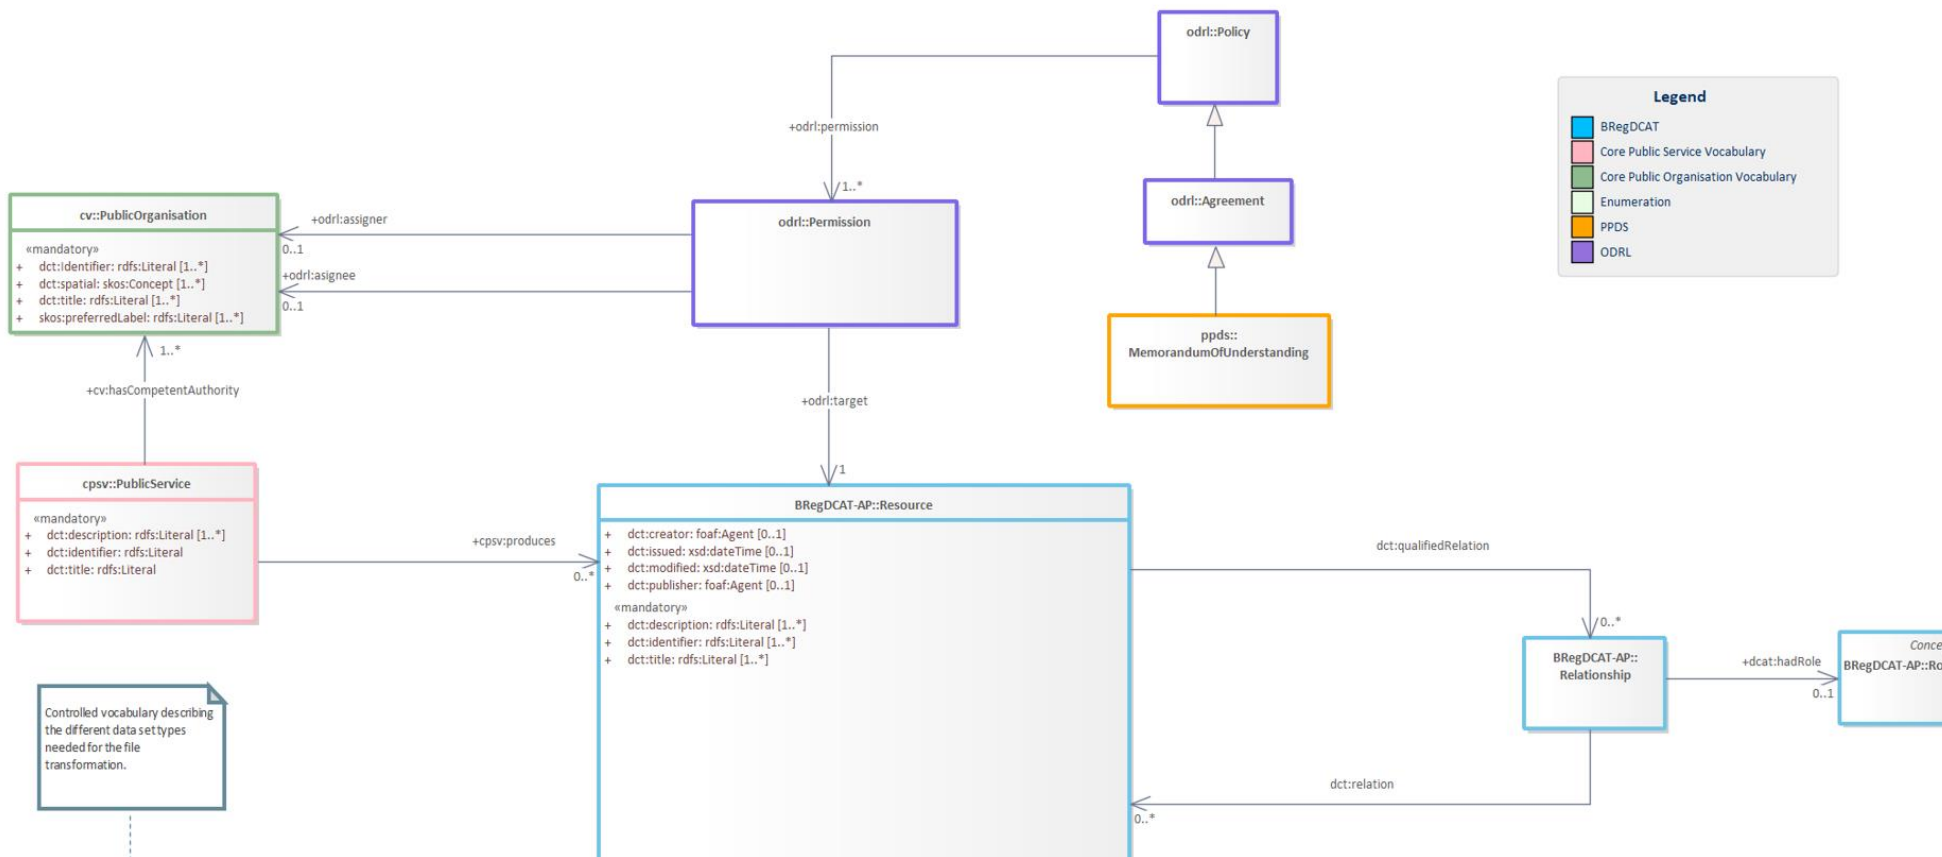 odrl::Policy
+odrl:permission
1..*
Legend
BRegDCAT
Core Public Service Vocabulary
Core Public Organisation Vocabulary
Enumeration
PPDS
ODRL
odrl::Agreement
cv::PublicOrganisation
«mandatory»
+ dct:Identifier: rdfs:Literal [1..*]
+ dct:spatial: skos:Concept [1..*]
+ dct:title: rdfs:Literal [1..*]
+ skos:preferredLabel: rdfs:Literal [1..*]
+odrl:assigner
0..1
+odrl:asignee
0..1
odrl::Permission
ppds::
MemorandumOfUnderstanding
1..*
+cv:hasCompetentAuthority
+odrl:target
1
cpsv::PublicService
«mandatory»
+ dct:description: rdfs:Literal [1..*]
+ dct:identifier: rdfs:Literal
+ dct:title: rdfs:Literal
+cpsv:produces
0..*
BRegDCAT-AP::Resource
+ dct:creator: foaf:Agent [0..1]
+ dct:issued: xsd:dateTime [0..1]
+ dct:modified: xsd:dateTime [0..1]
+ dct:publisher: foaf:Agent [0..1]
«mandatory»
+ dct:description: rdfs:Literal [1..*]
+ dct:identifier: rdfs:Literal [1..*]
+ dct:title: rdfs:Literal [1..*]
dct:qualifiedRelation
0..*
BRegDCAT-AP::
Relationship
+dcat:hadRole
0..1
Conce
BRegDCAT-AP::Ro
dct:relation
0..*
Controlled vocabulary describing
the different data set types
needed for the file
transformation.